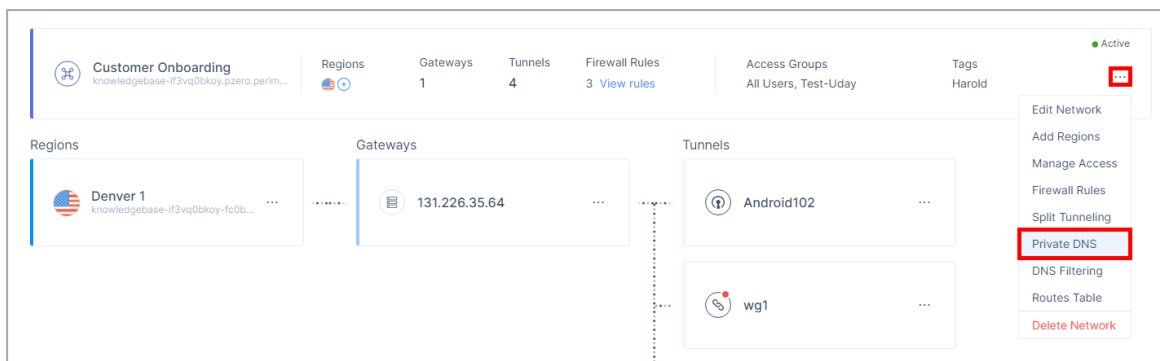 Active
Customer Onboarding
knowledgebase-if3vq0bkoy.pzero.perim...
Regions
Gateways
1
Tunnels
4
Firewall Rules
3 View rules
Access Groups
All Users, Test-Uday
Tags
Harold
...
Edit Network
Add Regions
Manage Access
Firewall Rules
Split Tunneling
Private DNS
DNS Filtering
Routes Table
Delete Network
Regions
Denver 1
knowledgebase-if3vq0bkoy-fc0b...
...
Gateways
131.226.35.64
...
Tunnels
Android102
...
wg1
...